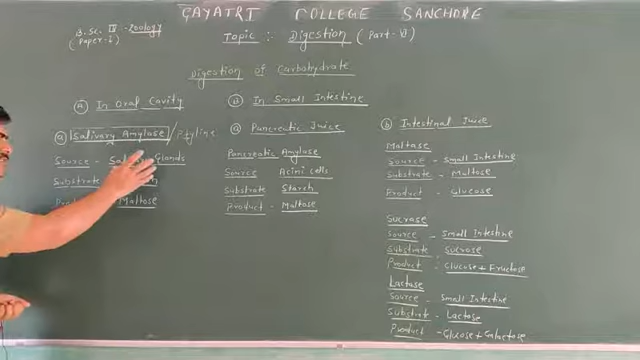 GAYATRI COLLEGE SANCHORE
B.Sc. II - Zoology
(Paper-I)
Topic :- Digestion (Part-VI)
Digestion of Carbohydrate
(a) In Oral Cavity
(a) Salivary Amylase / Ptyline
Source - Glands
Substrate
Maltose
(b) In Small Intestine
(a) Pancreatic Juice
Pancreatic Amylase
Source Acini cells
Substrate Starch
Product - Maltose
(b) Intestinal Juice
Maltase
Source - Small Intestine
Substrate - Maltose
Product - Glucose
Sucrase
Source - Small Intestine
Substrate - Sucrose
Product - Glucose + Fructose
Lactase
Source - Small Intestine
Substrate - Lactose
Product - Glucose + Galactose